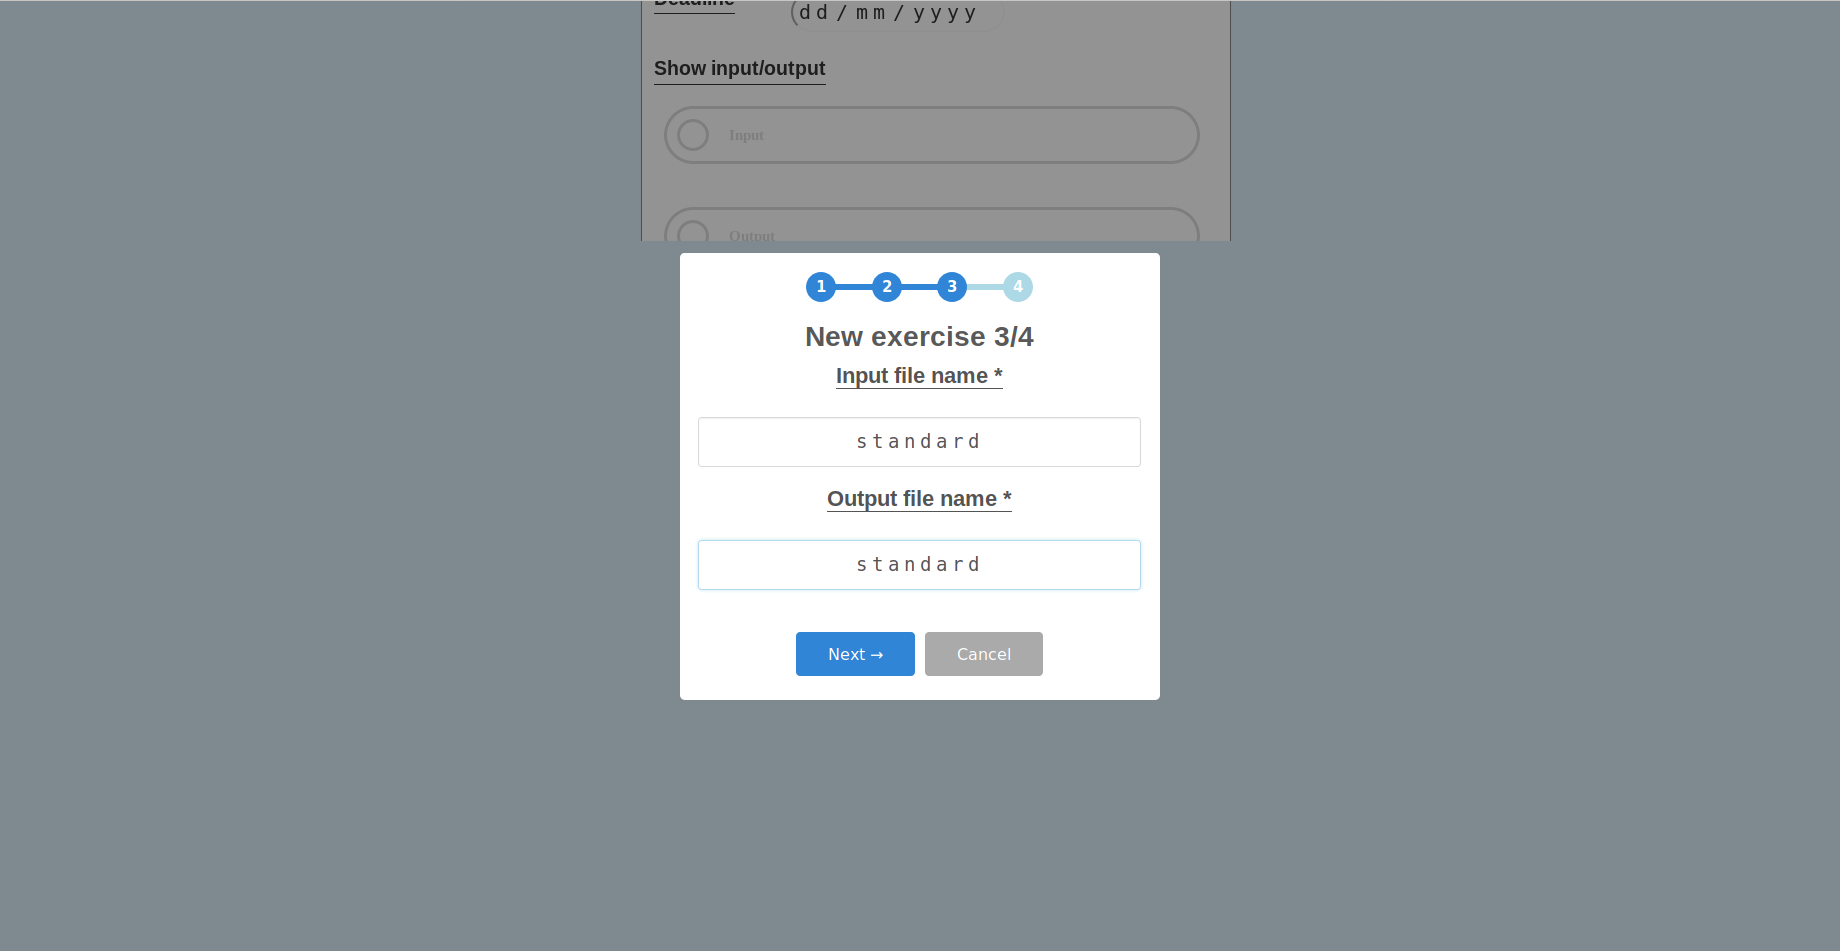 Deadline
dd/mm/yyyy
Show input/output
Input
Output
1 2 3 4
New exercise 3/4
Input file name *
standard
Output file name *
standard
Next → Cancel